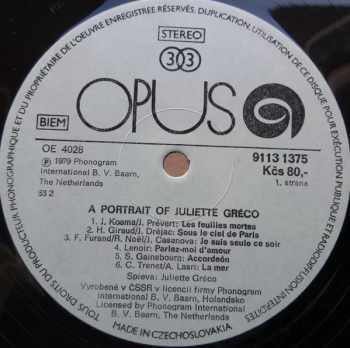 TOUS DROITS DU PRODUCTEUR PHONOGRAPHIQUE ET DU PROPRIÉTAIRE DE L'OEUVRE ENREGISTRÉE RÉSERVÉS. DUPLICATION, UTILISATION DE CE DISQUE POUR EXÉCUTION PUBLIQUE ET RADIODIFFUSION INTERDITES
STEREO
33
OPUS
BIEM
OE 4028
9113 1375
℗ 1979 Phonogram
Kčs 80,-
International B. V. Baarn,
1. strana
The Netherlands
53 2
A PORTRAIT OF JULIETTE GRÉCO
1. J. Kosma/J. Prévert: Les feuilles mortes
2. H. Giraud/J. Dréjac: Sous le ciel de Paris
3. F. Furand/R. Noël/J. Casanova: Je suis seule ce soir
4. Lenoir: Parlez-moi d'amour
5. S. Gainsbourg: Accordeón
6. C. Trenet/A. Lasri: La mer
Spieva: Juliette Gréco
Vyrobené v ČSSR v licencii firmy Phonogram
International B. V. Baarn, Holandsko
Licensed by Phonogram International
B. V. Baarn, The Netherlands
MADE IN CZECHOSLOVAKIA